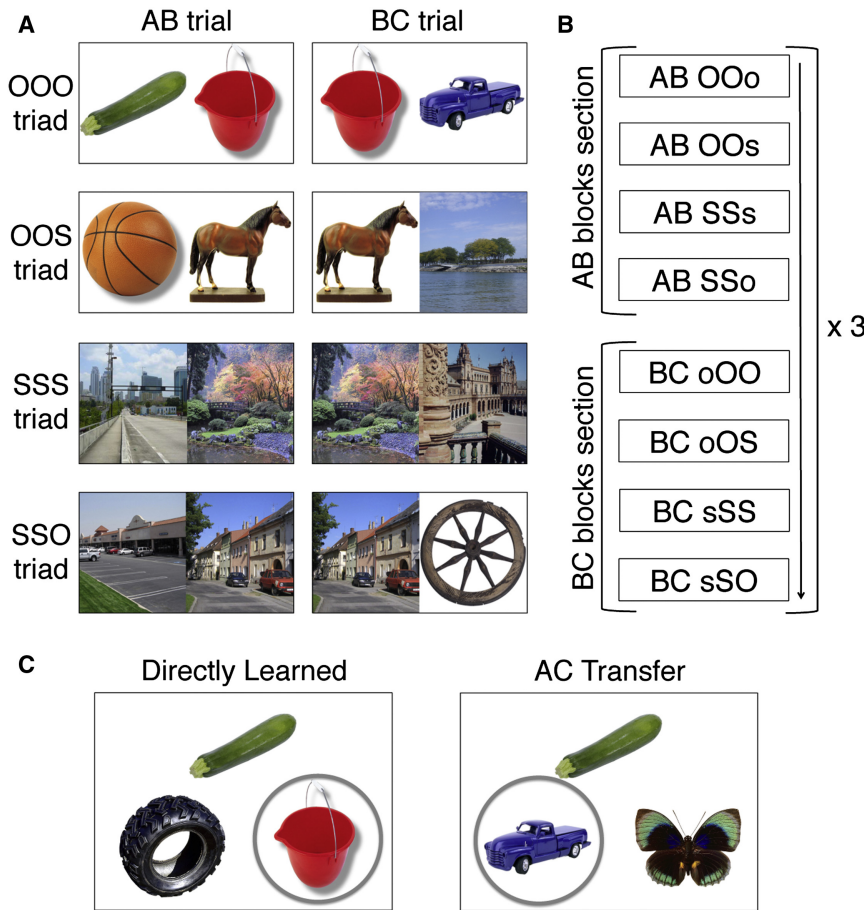 A
AB trial
BC trial
OOO
triad
OOS
triad
SSS
triad
SSO
triad
B
AB blocks section
AB OOo
AB OOs
AB SSs
AB SSo
BC blocks section
BC oOO
BC oOS
BC sSS
BC sSO
x 3
C
Directly Learned
AC Transfer